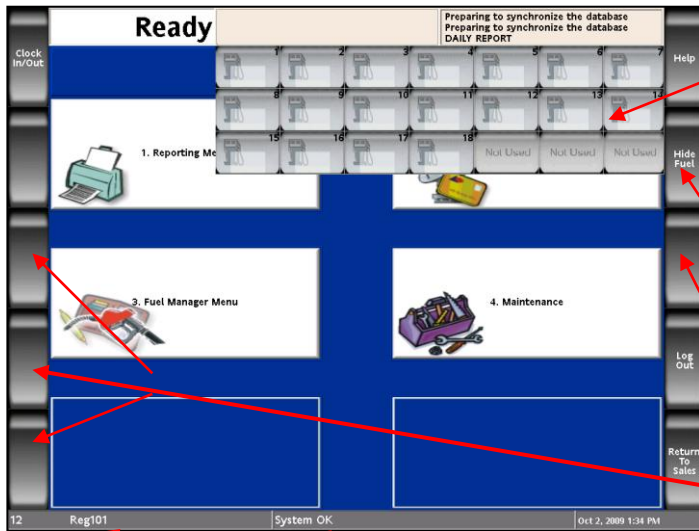 Ready
Preparing to synchronize the database
Preparing to synchronize the database
DAILY REPORT
Clock
In/Out
Help
1 2 3 4 5 6 7
8 9 10 11 12 13 14
15 16 17 18
Not Used Not Used Not Used
Hide
Fuel
1. Reporting Me
3. Fuel Manager Menu
4. Maintenance
Log
Out
Return
To
Sales
12 Reg101 System OK Oct 2, 2009 1:34 PM